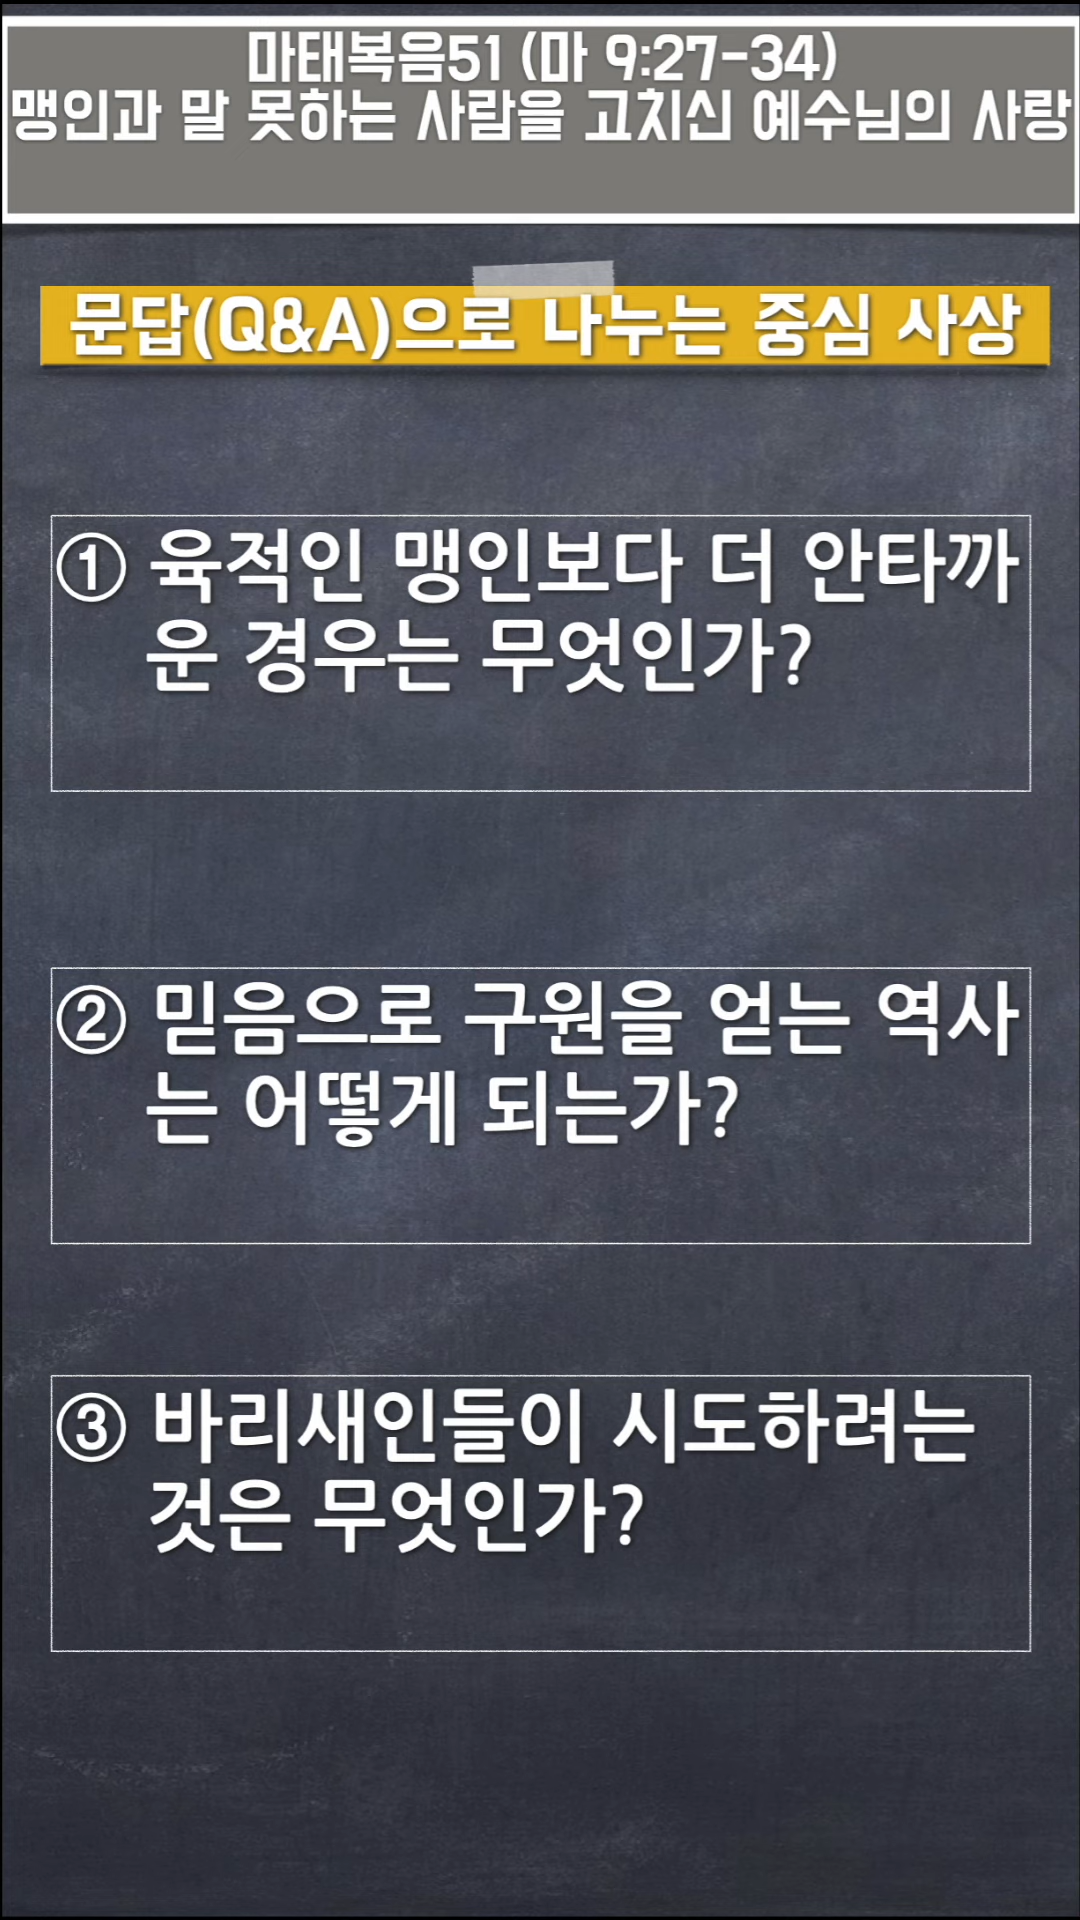 마태복음51 (마 9:27-34)
맹인과 말 못하는 사람을 고치신 예수님의 사랑
문답(Q&A)으로 나누는 중심 사상
① 육적인 맹인보다 더 안타까
운 경우는 무엇인가?
② 믿음으로 구원을 얻는 역사
는 어떻게 되는가?
③ 바리새인들이 시도하려는
것은 무엇인가?